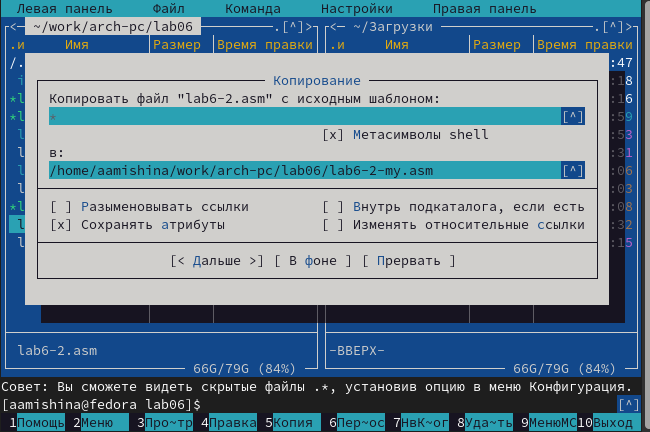 Левая панель Файл Команда Настройки Правая панель
<— ~/work/arch-pc/lab06 .[^]> <— ~/Загрузки .[^]>
.и Имя Размер Время правки .и Имя Размер Время правки
/. :47
Копирование
i :18
Копировать файл "lab6-2.asm" с исходным шаблоном:
* :16
* [^] :59
l [x] Метасимволы shell :53
l в: :31
l /home/aamishina/work/arch-pc/lab06/lab6-2-my.asm [^] :06
l :03
* [ ] Разыменовывать ссылки [ ] Внутрь подкаталога, если есть :08
l [x] Сохранять атрибуты [ ] Изменять относительные ссылки :32
l :15
[< Дальше >] [ В фоне ] [ Прервать ]
lab6-2.asm -ВВЕРХ-
66G/79G (84%) 66G/79G (84%)
Совет: Вы сможете видеть скрытые файлы .*, установив опцию в меню Конфигурация.
[aamishina@fedora lab06]$ [^]
1Помощь 2Меню 3Про~тр 4Правка 5Копия 6Пер~ос 7НвК~ог 8Уда~ть 9МенюMC 10Выход